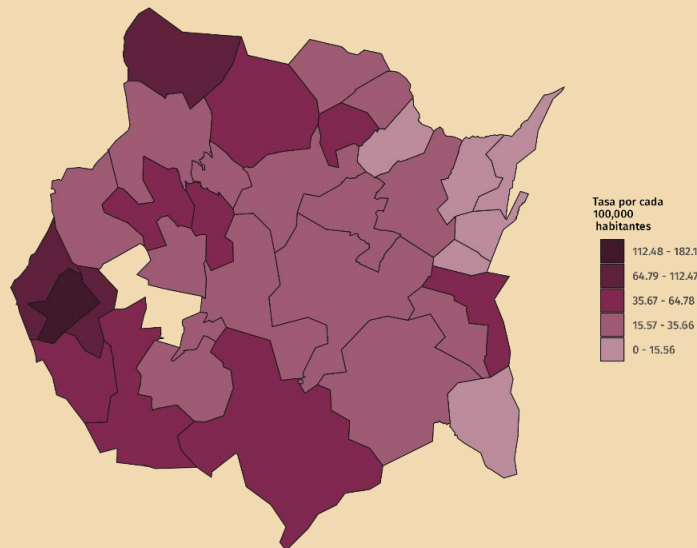 Tasa por cada
100,000
habitantes
112.48 - 182.1
64.79 - 112.47
35.67 - 64.78
15.57 - 35.66
0 - 15.56